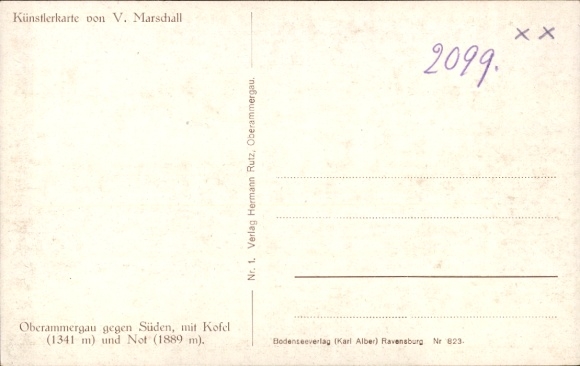 Künstlerkarte von V. Marschall
× ×
2099.
Nr. 1. Verlag Hermann Rutz, Oberammergau.
Oberammergau gegen Süden, mit Kofel
(1341 m) und Not (1889 m).
Bodenseeverlag (Karl Alber) Ravensburg Nr 823.